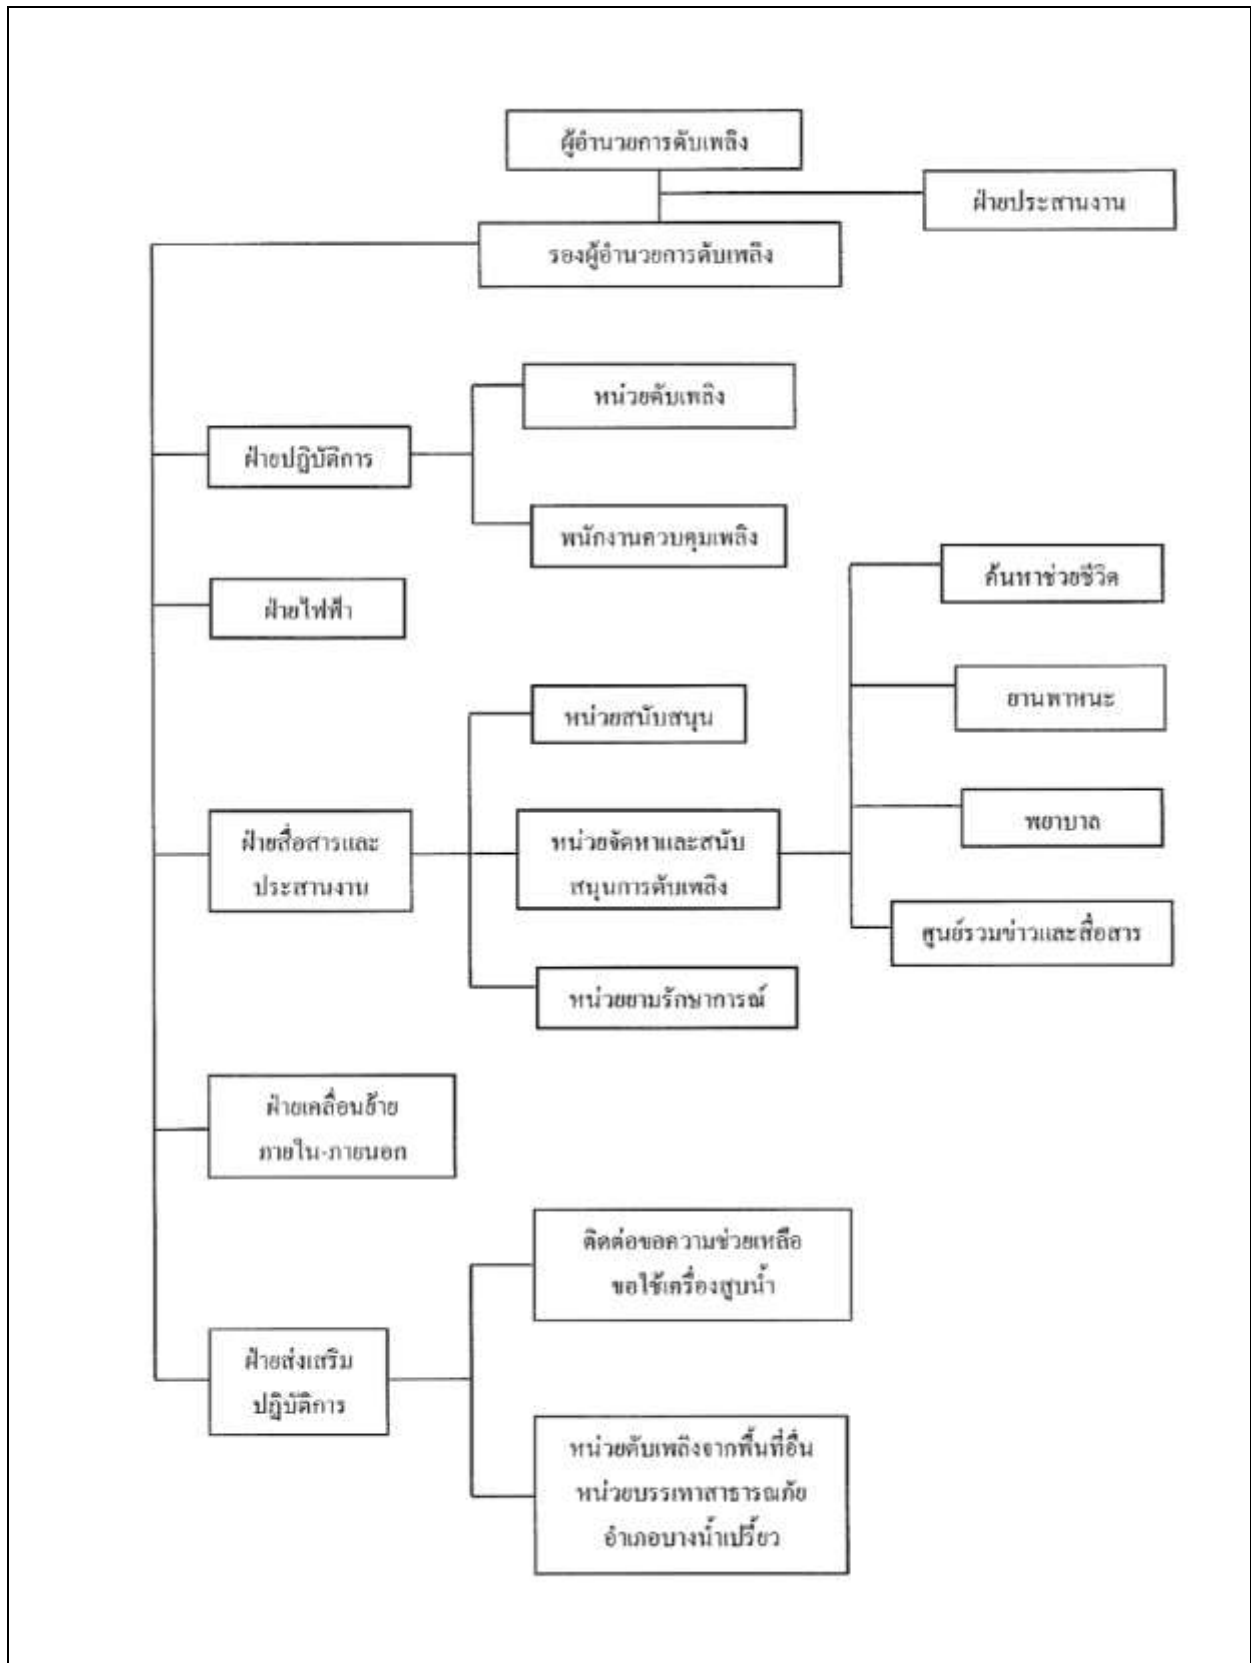 ผู้อำนวยการดับเพลิง
ฝ่ายประสานงาน
รองผู้อำนวยการดับเพลิง
หน่วยดับเพลิง
ฝ่ายปฏิบัติการ
พนักงานควบคุมเพลิง
ค้นหาช่วยชีวิต
ฝ่ายไฟฟ้า
ยานพาหนะ
หน่วยสนับสนุน
พยาบาล
ฝ่ายสื่อสารและ
ประสานงาน
หน่วยจัดหาและสนับ
สนุนการดับเพลิง
ศูนย์รวมข่าวและสื่อสาร
หน่วยยามรักษาการณ์
ฝ่ายเคลื่อนย้าย
ภายใน-ภายนอก
ติดต่อขอความช่วยเหลือ
ขอใช้เครื่องสูบน้ำ
ฝ่ายส่งเสริม
ปฏิบัติการ
หน่วยดับเพลิงจากพื้นที่อื่น
หน่วยบรรเทาสาธารณภัย
อำเภอบางน้ำเปรี้ยว